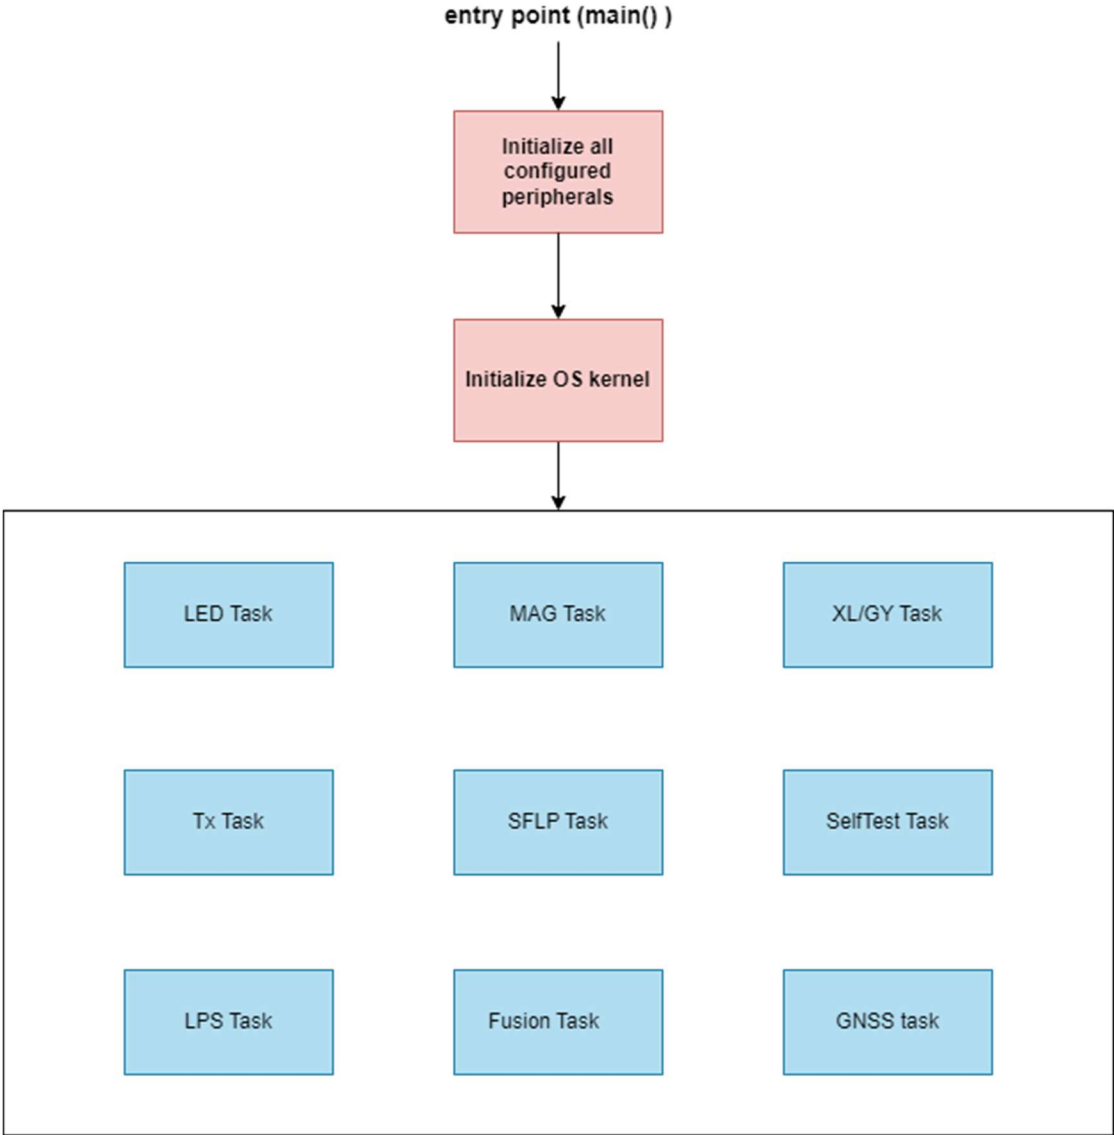 entry point (main() )
Initialize all
configured
peripherals
Initialize OS kernel
LED Task
MAG Task
XL/GY Task
Tx Task
SFLP Task
SelfTest Task
LPS Task
Fusion Task
GNSS task